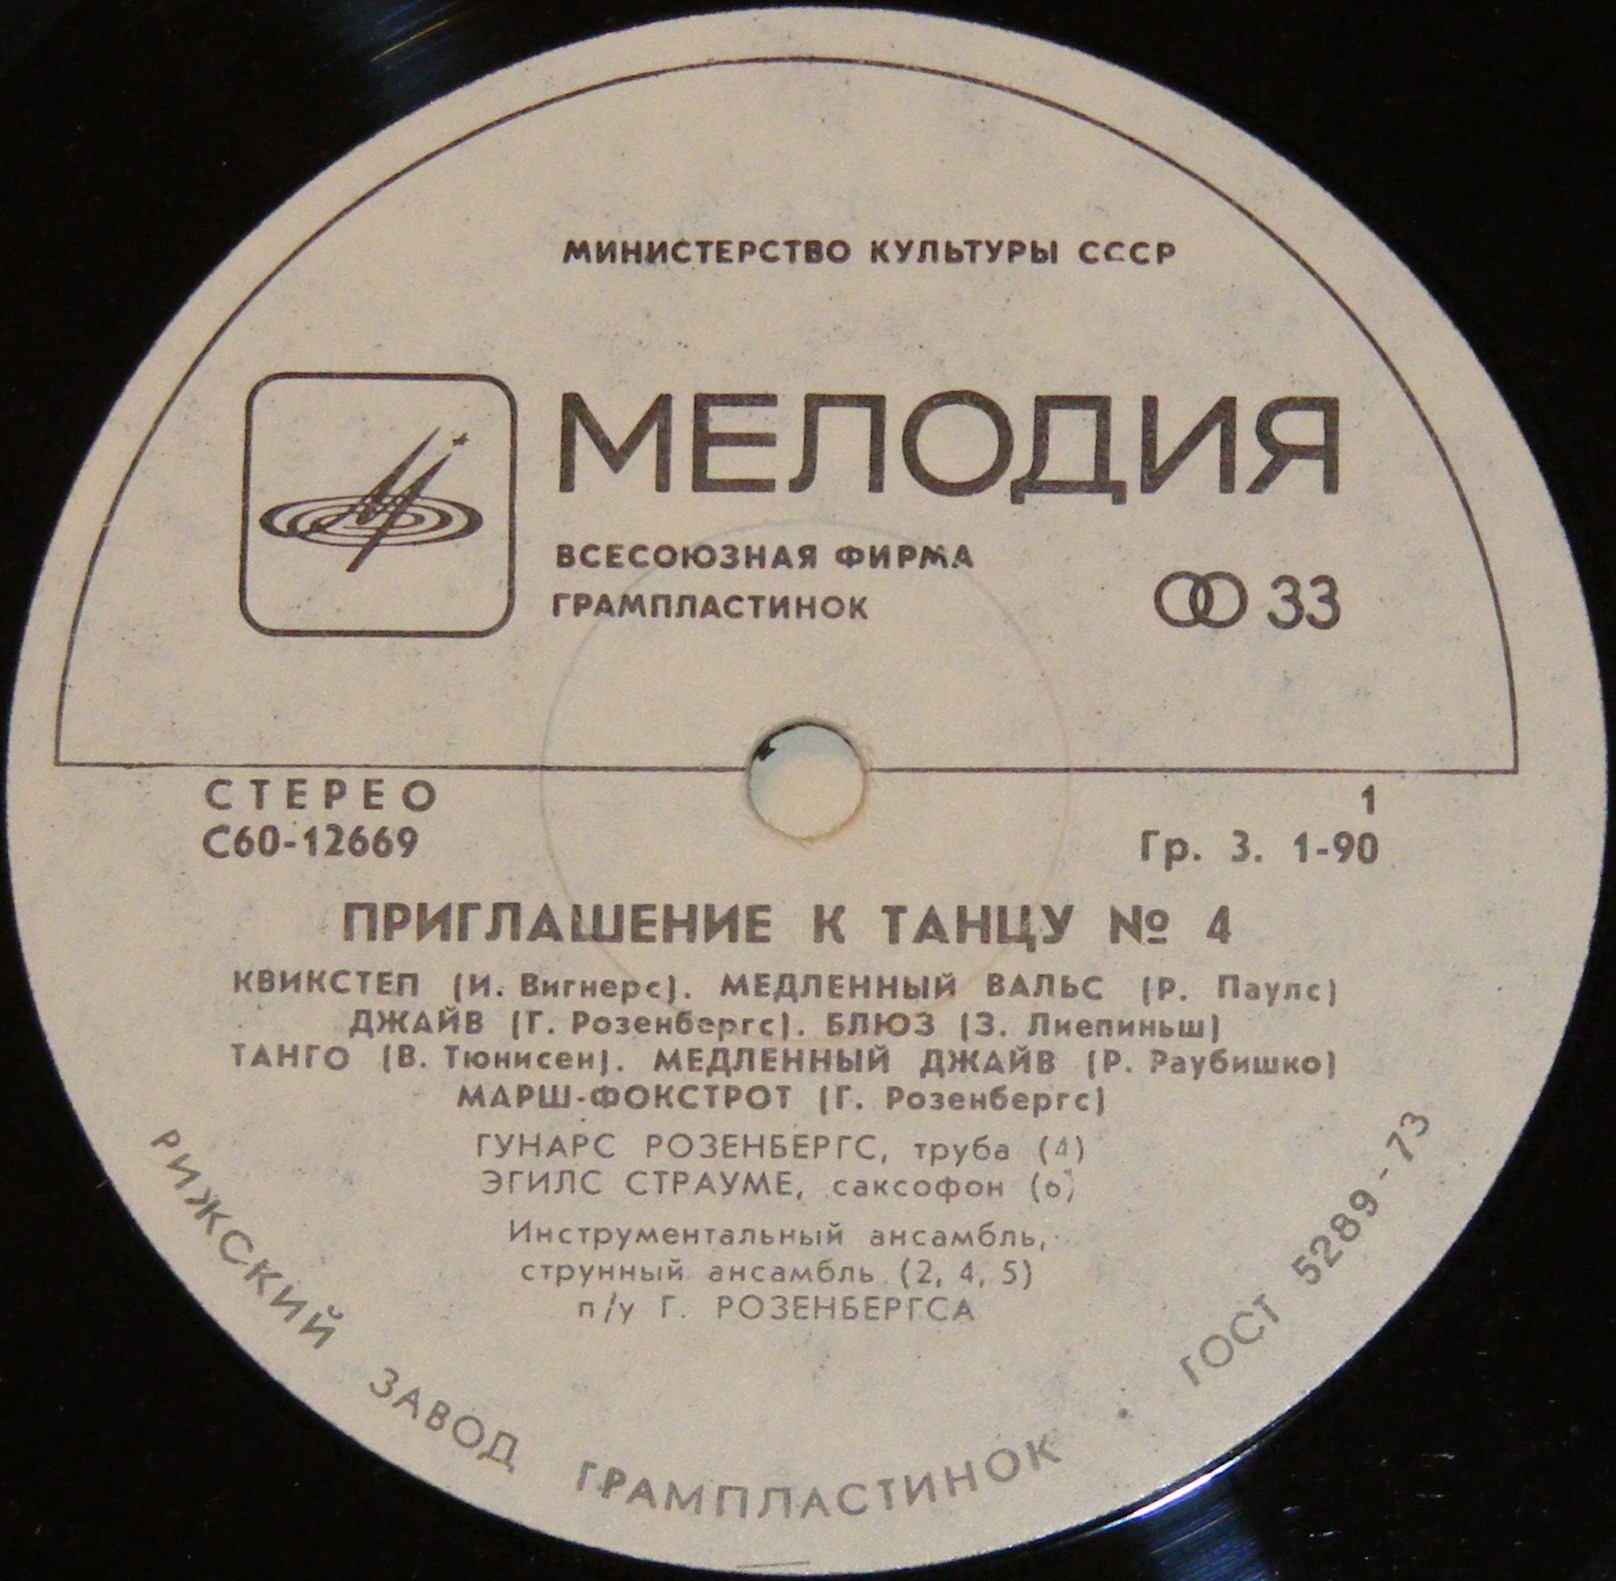 МИНИСТЕРСТВО КУЛЬТУРЫ СССР
МЕЛОДИЯ
ВСЕСОЮЗНАЯ ФИРМА
ГРАМПЛАСТИНОК
33
СТЕРЕО
1
С60-12669
Гр. 3. 1-90
ПРИГЛАШЕНИЕ К ТАНЦУ № 4
КВИКСТЕП (И. Вигнерс). МЕДЛЕННЫЙ ВАЛЬС (Р. Паулс)
ДЖАЙВ (Г. Розенбергс). БЛЮЗ (З. Лиепиньш)
ТАНГО (В. Тюнисен). МЕДЛЕННЫЙ ДЖАЙВ (Р. Раубишко)
МАРШ-ФОКСТРОТ (Г. Розенбергс)
ГУНАРС РОЗЕНБЕРГС, труба (4)
ЭГИЛС СТРАУМЕ, саксофон (6)
Инструментальный ансамбль,
струнный ансамбль (2, 4, 5)
п/у Г. РОЗЕНБЕРГСА
РИЖСКИЙ ЗАВОД ГРАМПЛАСТИНОК · ГОСТ 5289-73